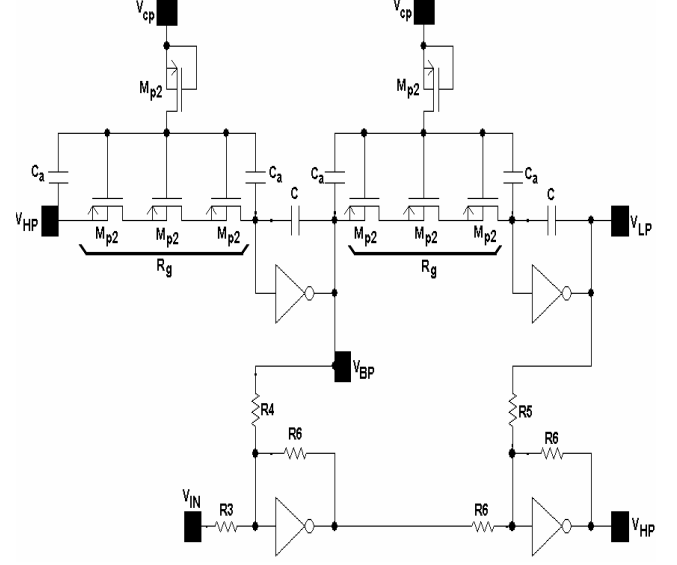 Vcp
Vcp
Mp2
Mp2
Ca
Ca
C
Ca
Ca
C
VHP
Mp2
Mp2
Mp2
Mp2
Mp2
Mp2
VLP
Rg
Rg
VBP
R4
R5
R6
R6
VIN
R3
R6
VHP